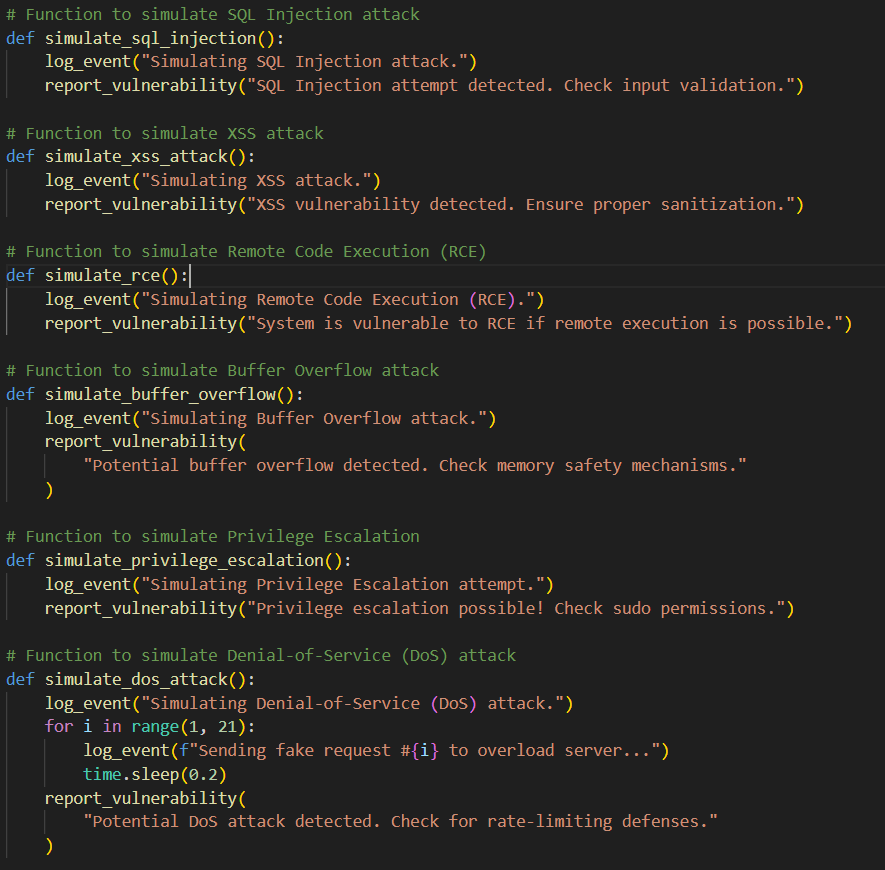 # Function to simulate SQL Injection attack
def simulate_sql_injection():
    log_event("Simulating SQL Injection attack.")
    report_vulnerability("SQL Injection attempt detected. Check input validation.")

# Function to simulate XSS attack
def simulate_xss_attack():
    log_event("Simulating XSS attack.")
    report_vulnerability("XSS vulnerability detected. Ensure proper sanitization.")

# Function to simulate Remote Code Execution (RCE)
def simulate_rce():
    log_event("Simulating Remote Code Execution (RCE).")
    report_vulnerability("System is vulnerable to RCE if remote execution is possible.")

# Function to simulate Buffer Overflow attack
def simulate_buffer_overflow():
    log_event("Simulating Buffer Overflow attack.")
    report_vulnerability(
        "Potential buffer overflow detected. Check memory safety mechanisms."
    )

# Function to simulate Privilege Escalation
def simulate_privilege_escalation():
    log_event("Simulating Privilege Escalation attempt.")
    report_vulnerability("Privilege escalation possible! Check sudo permissions.")

# Function to simulate Denial-of-Service (DoS) attack
def simulate_dos_attack():
    log_event("Simulating Denial-of-Service (DoS) attack.")
    for i in range(1, 21):
        log_event(f"Sending fake request #{i} to overload server...")
        time.sleep(0.2)
    report_vulnerability(
        "Potential DoS attack detected. Check for rate-limiting defenses."
    )